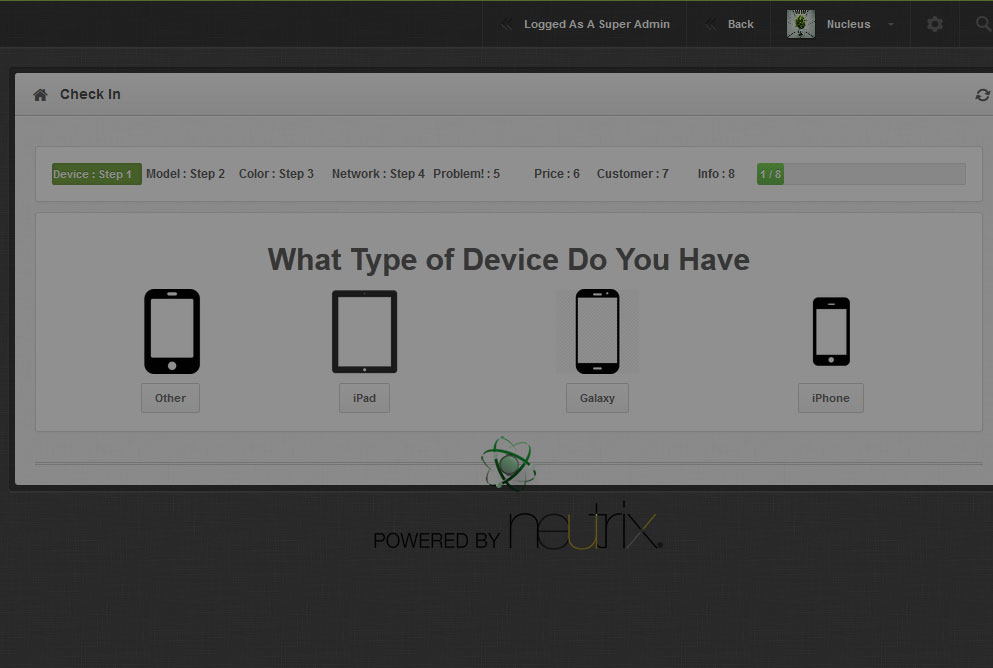 Logged As A Super Admin Back Nucleus
Check In
Device : Step 1 Model : Step 2 Color : Step 3 Network : Step 4 Problem! : 5 Price : 6 Customer : 7 Info : 8 1 / 8
What Type of Device Do You Have
Other iPad Galaxy iPhone
POWERED BY neutrix®